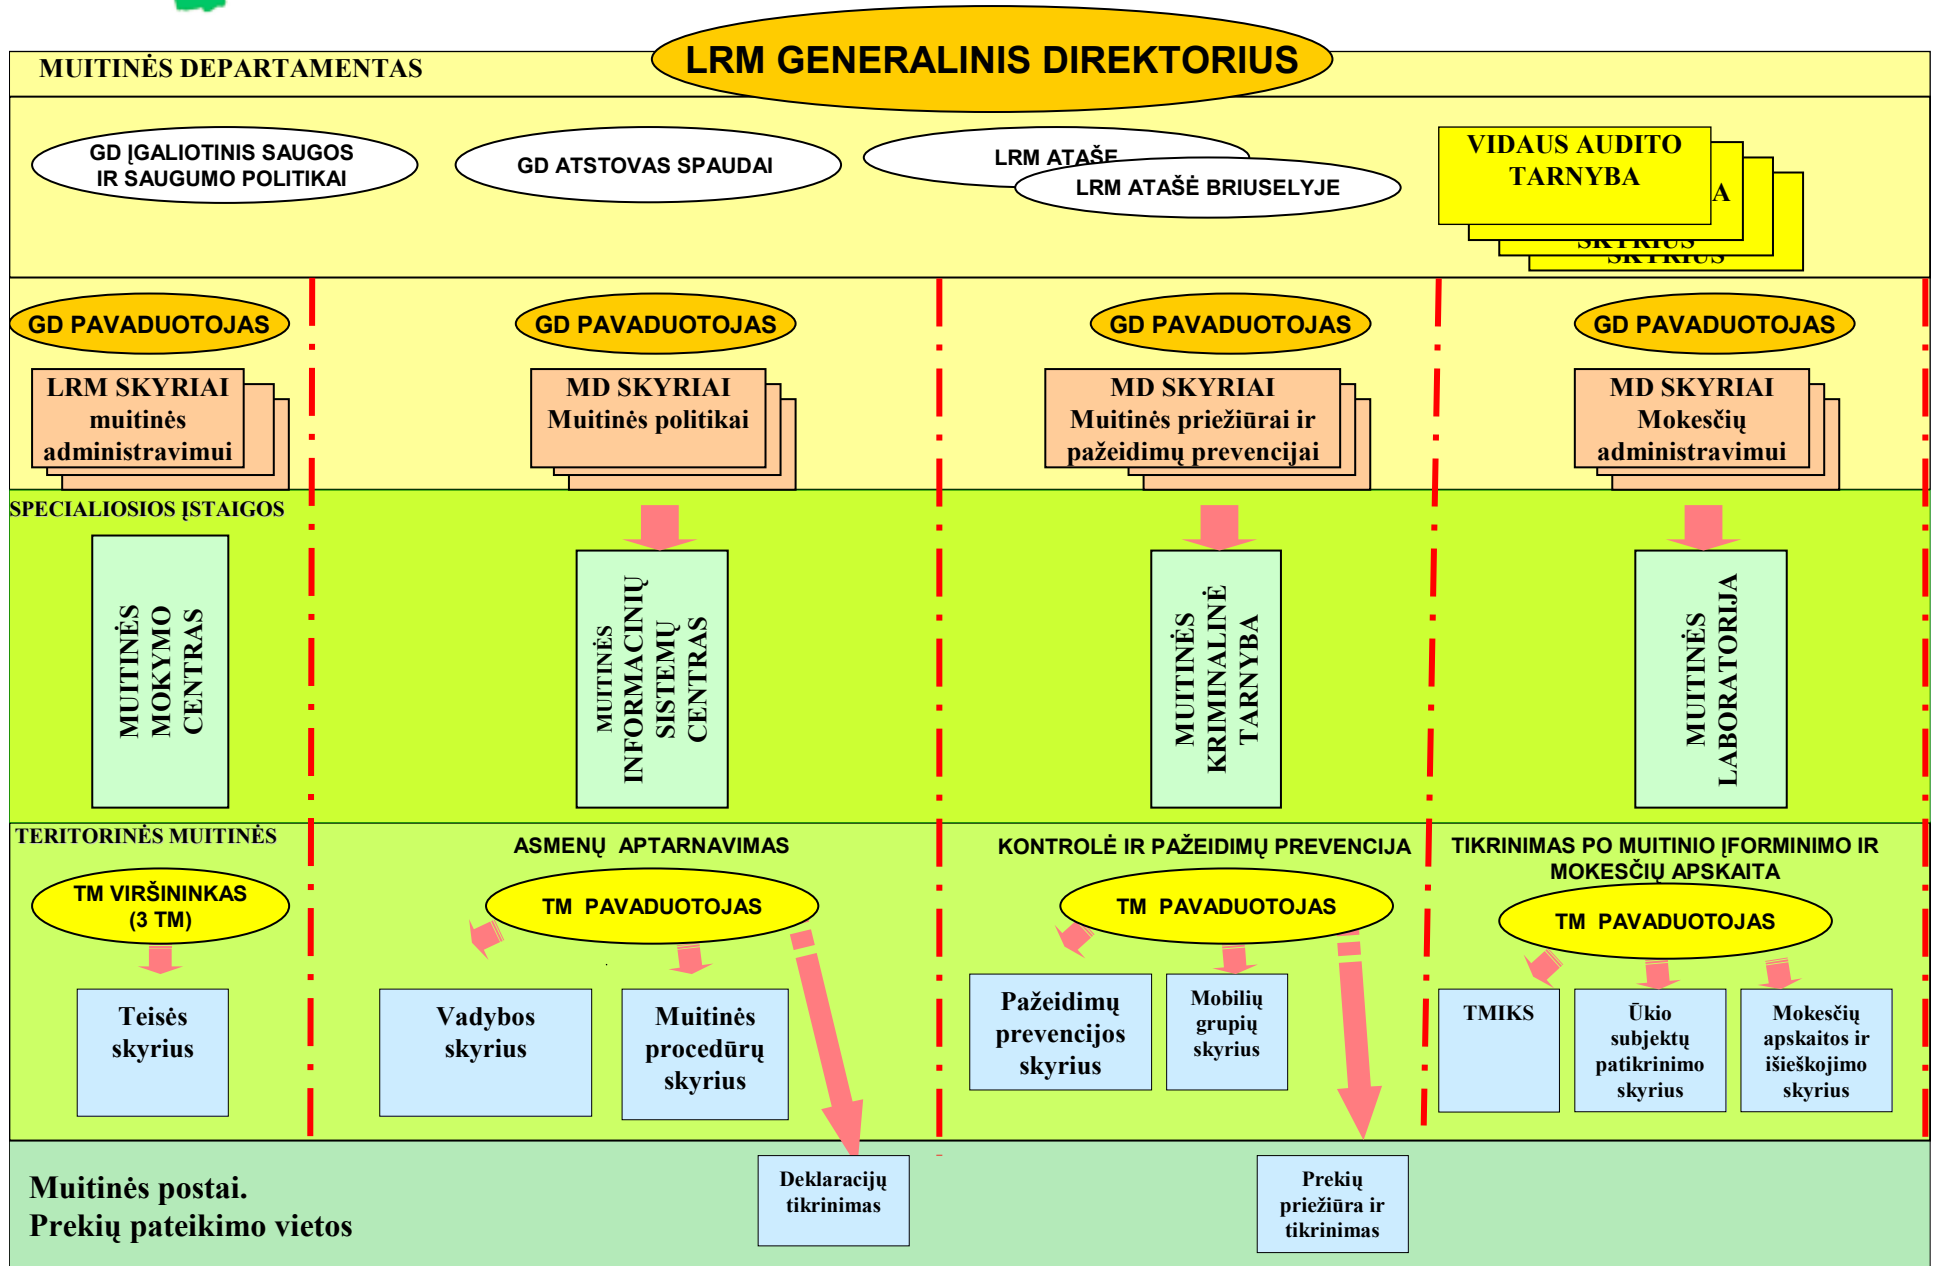 LRM GENERALINIS DIREKTORIUS
MUITINĖS DEPARTAMENTAS
GD ĮGALIOTINIS SAUGOS
IR SAUGUMO POLITIKAI
GD ATSTOVAS SPAUDAI
LRM ATAŠĖ
LRM ATAŠĖ BRIUSELYJE
VIDAUS AUDITO
TARNYBA
A
SKYRIUS
SKYRIUS
GD PAVADUOTOJAS
GD PAVADUOTOJAS
GD PAVADUOTOJAS
GD PAVADUOTOJAS
LRM SKYRIAI
muitinės
administravimui
MD SKYRIAI
Muitinės politikai
MD SKYRIAI
Muitinės priežiūrai ir
pažeidimų prevencijai
MD SKYRIAI
Mokesčių
administravimui
SPECIALIOSIOS ĮSTAIGOS
MUITINĖS
MOKYMO
CENTRAS
MUITINĖS
INFORMACINIŲ
SISTEMŲ
CENTRAS
MUITINĖS
KRIMINALINĖ
TARNYBA
MUITINĖS
LABORATORIJA
TERITORINĖS MUITINĖS
ASMENŲ APTARNAVIMAS
KONTROLĖ IR PAŽEIDIMŲ PREVENCIJA
TIKRINIMAS PO MUITINIO ĮFORMINIMO IR
MOKESČIŲ APSKAITA
TM VIRŠININKAS
(3 TM)
TM PAVADUOTOJAS
TM PAVADUOTOJAS
TM PAVADUOTOJAS
Teisės
skyrius
Vadybos
skyrius
Muitinės
procedūrų
skyrius
Pažeidimų
prevencijos
skyrius
Mobilių
grupių
skyrius
TMIKS
Ūkio
subjektų
patikrinimo
skyrius
Mokesčių
apskaitos ir
išieškojimo
skyrius
Muitinės postai.
Prekių pateikimo vietos
Deklaracijų
tikrinimas
Prekių
priežiūra ir
tikrinimas